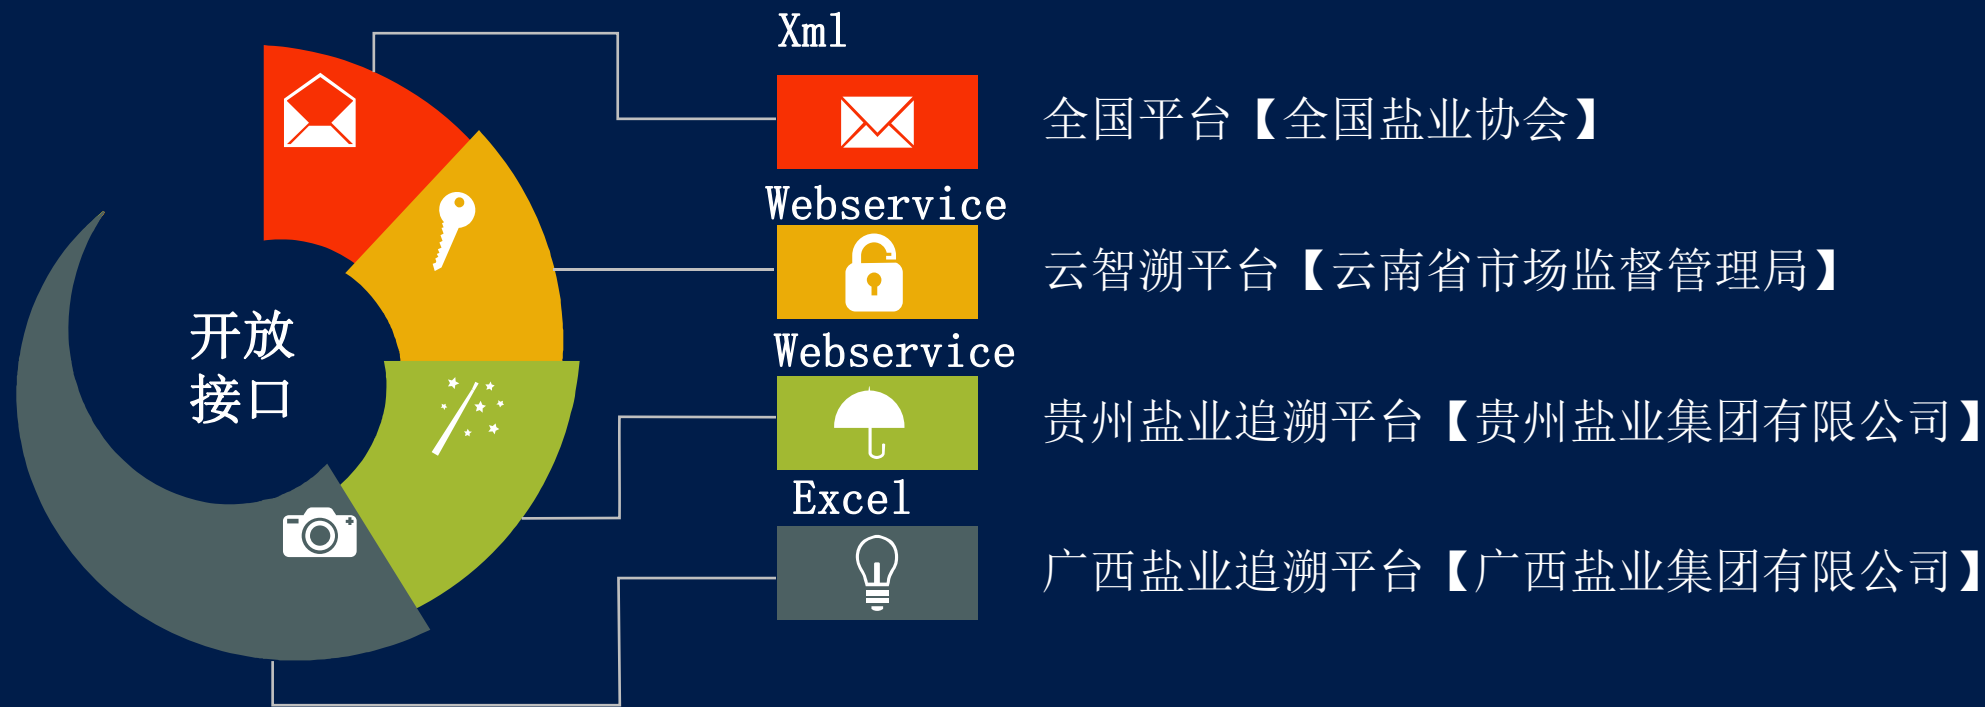 开放
接口
Xml
全国平台【全国盐业协会】
Webservice
云智溯平台【云南省市场监督管理局】
Webservice
贵州盐业追溯平台【贵州盐业集团有限公司】
Excel
广西盐业追溯平台【广西盐业集团有限公司】